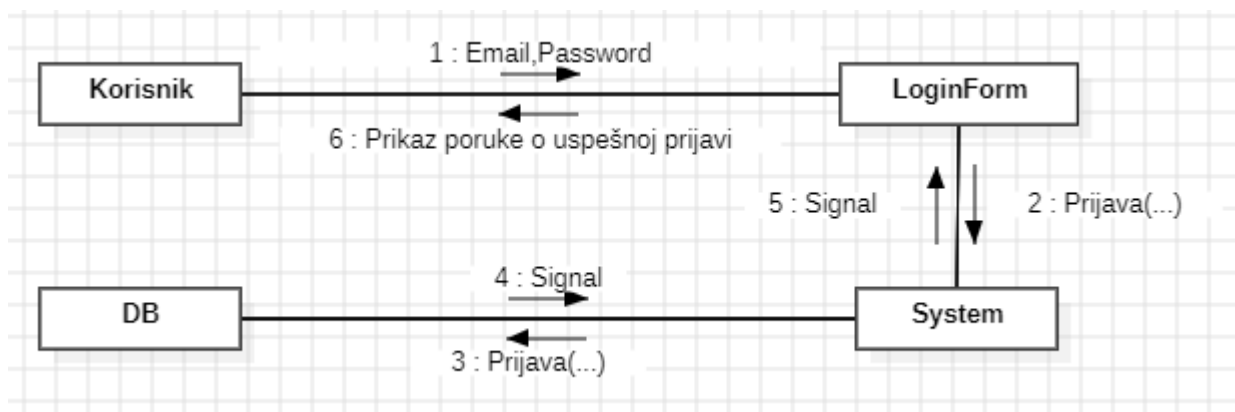 1 : Email,Password
Korisnik
LoginForm
6 : Prikaz poruke o uspešnoj prijavi
5 : Signal
2 : Prijava(...)
4 : Signal
DB
System
3 : Prijava(...)